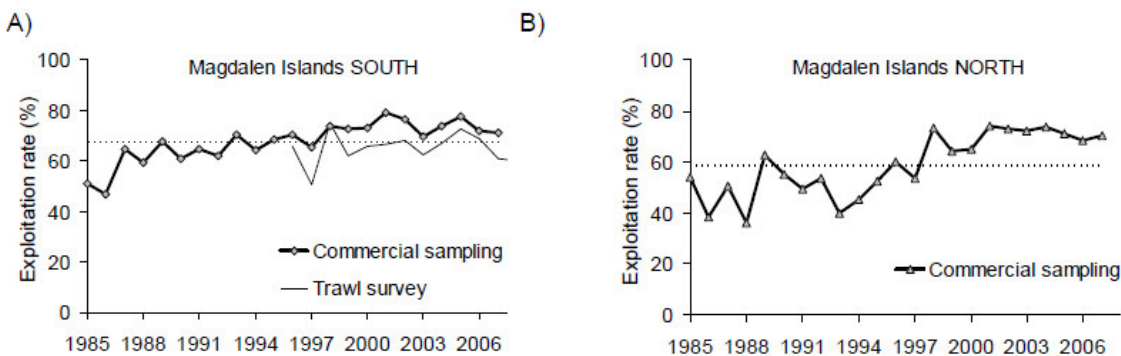 A)
Magdalen Islands SOUTH
Exploitation rate (%)
100
80
60
40
20
0
Commercial sampling
Trawl survey
1985 1988 1991 1994 1997 2000 2003 2006
B)
Magdalen Islands NORTH
Exploitation rate (%)
100
80
60
40
20
0
Commercial sampling
1985 1988 1991 1994 1997 2000 2003 2006